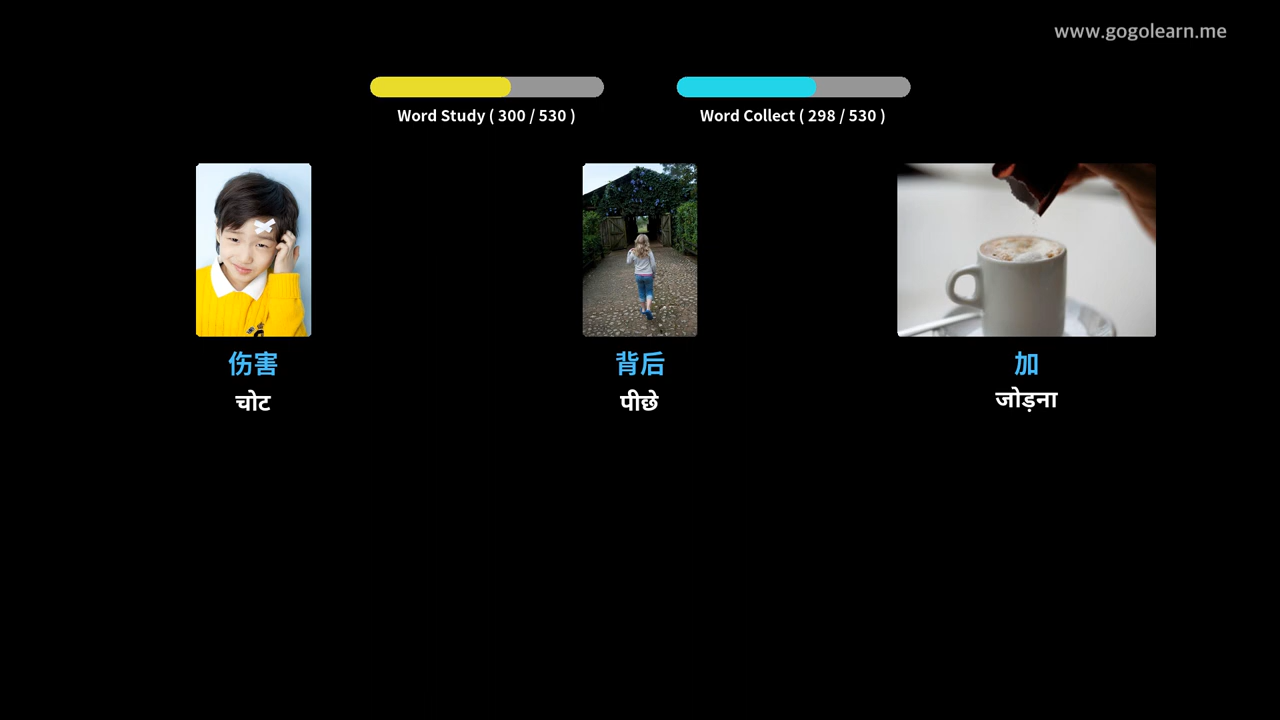 www.gogolearn.me
Word Study ( 300 / 530 )
Word Collect ( 298 / 530 )
伤害
背后
加
चोट
पीछे
जोड़ना